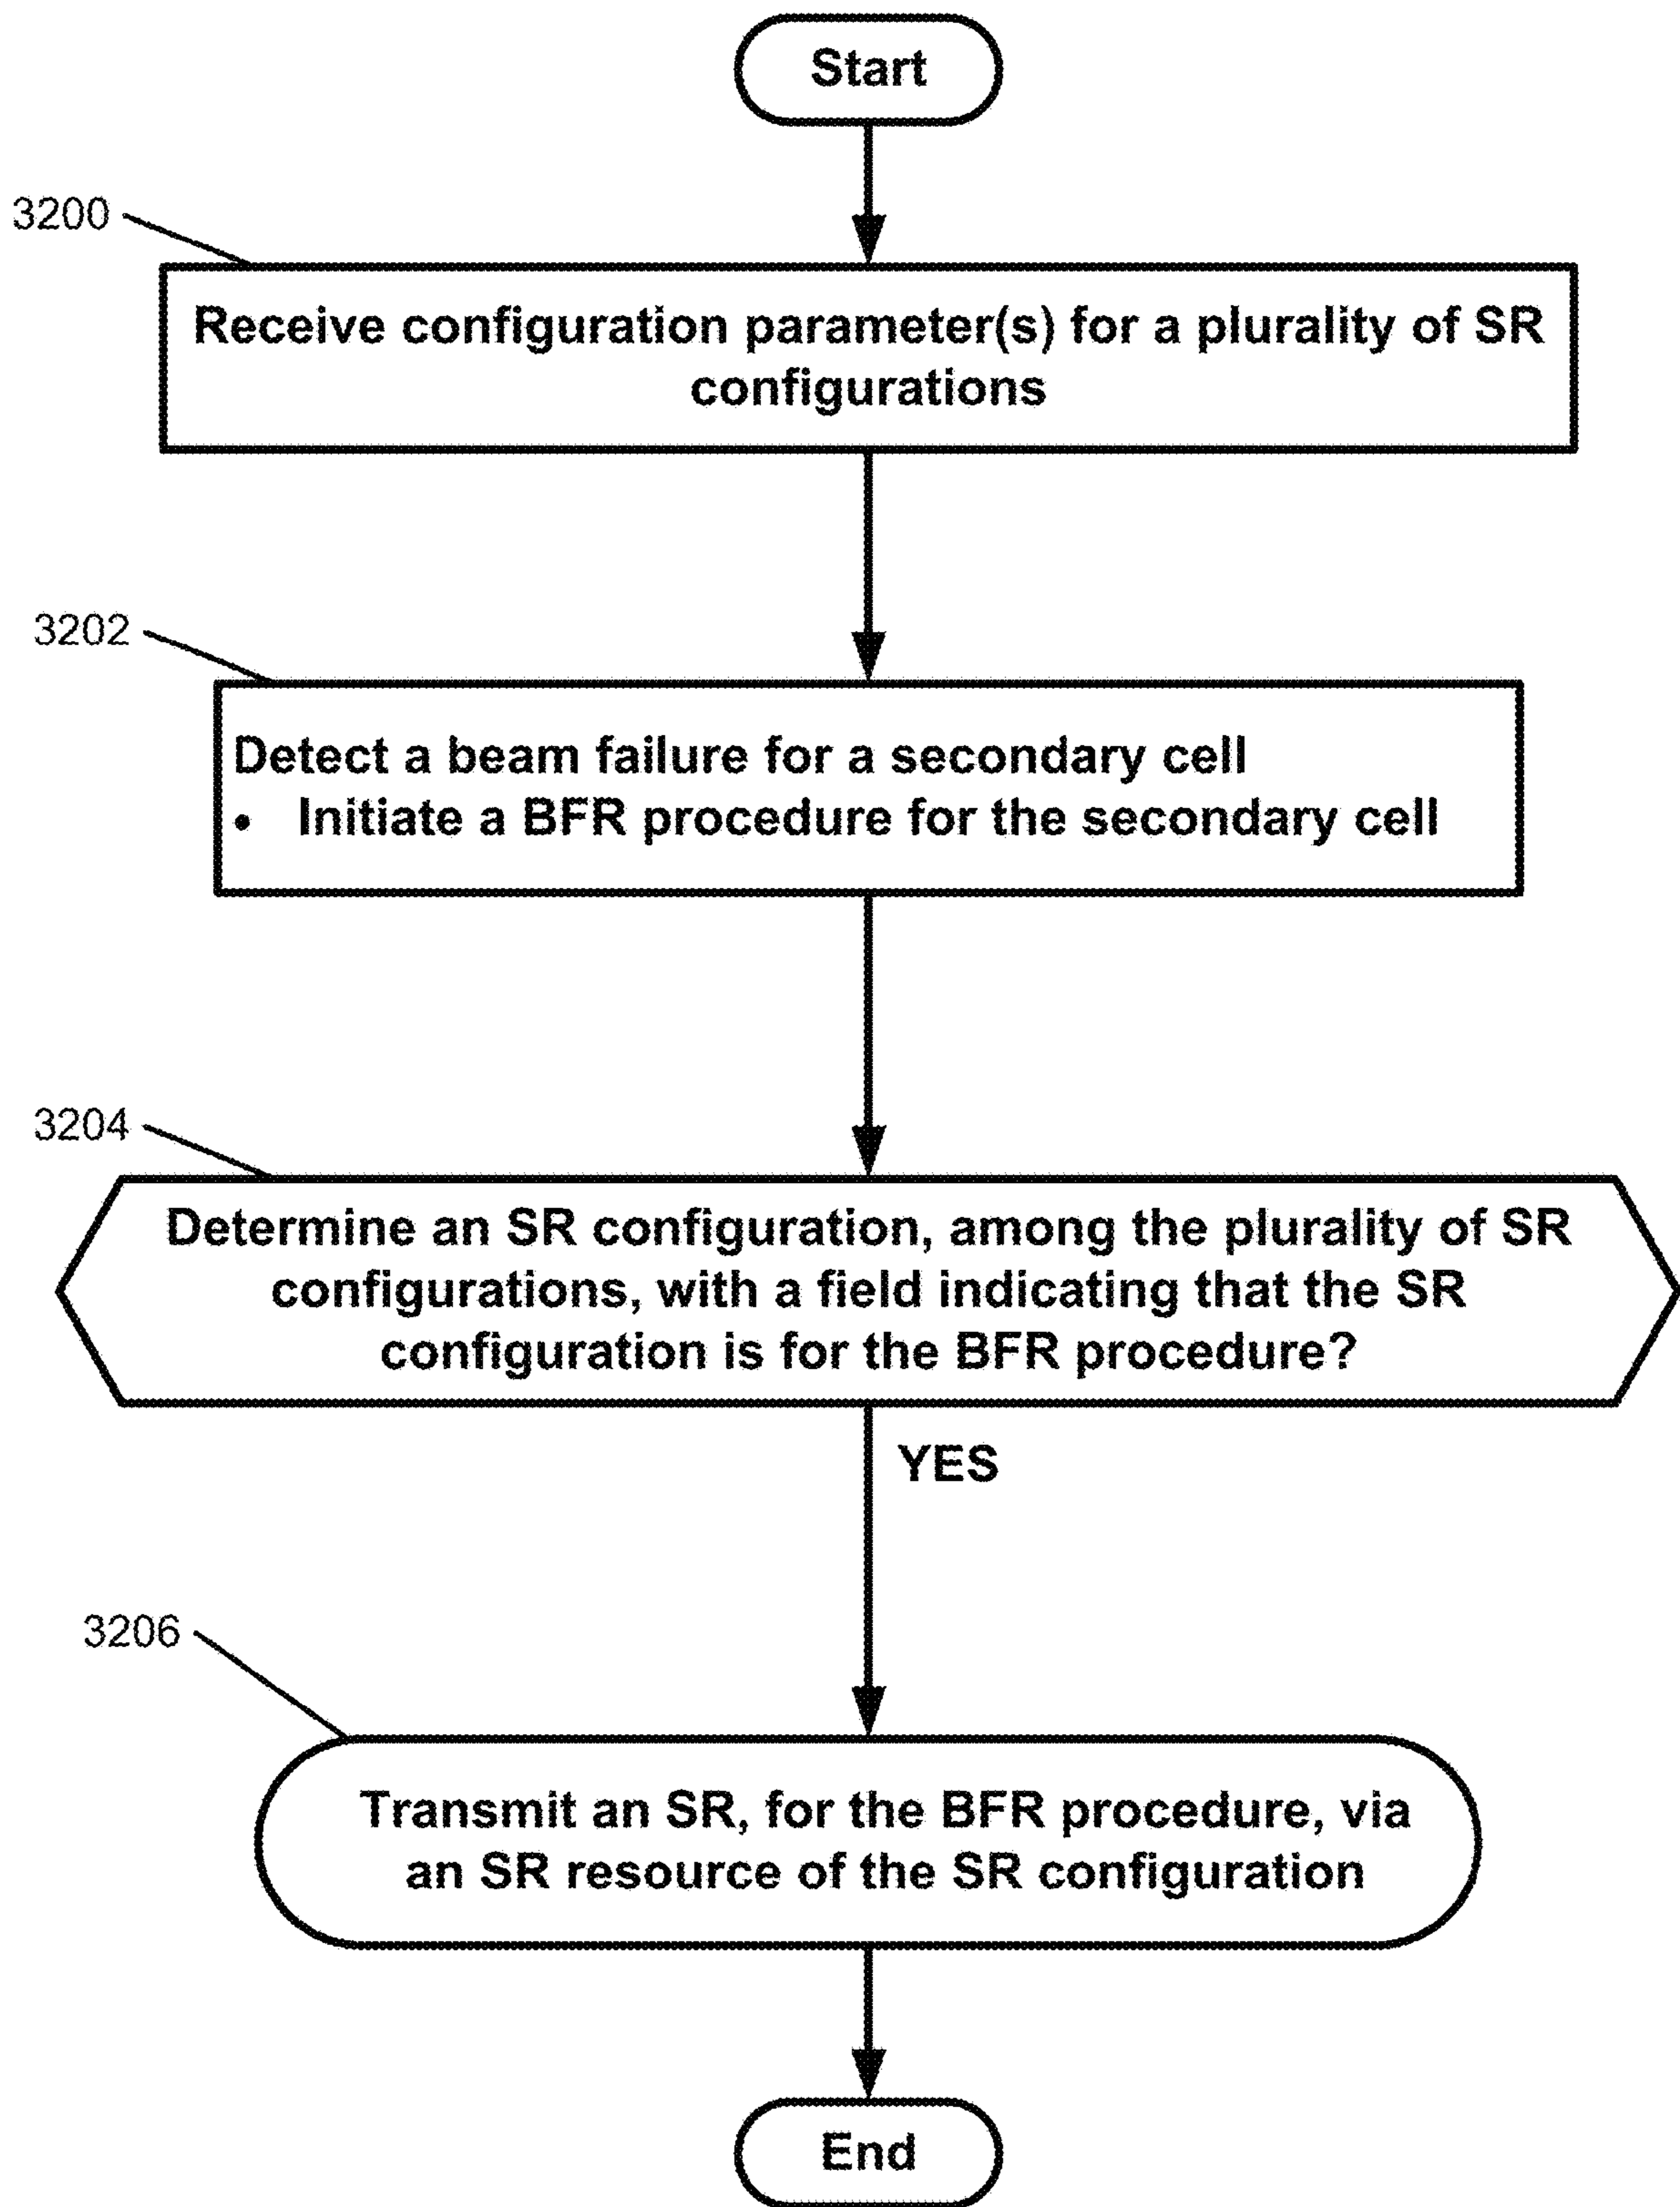 Start
3200
Receive configuration parameter(s) for a plurality of SR
configurations
3202
Detect a beam failure for a secondary cell
• Initiate a BFR procedure for the secondary cell
3204
Determine an SR configuration, among the plurality of SR
configurations, with a field indicating that the SR
configuration is for the BFR procedure?
YES
3206
Transmit an SR, for the BFR procedure, via
an SR resource of the SR configuration
End